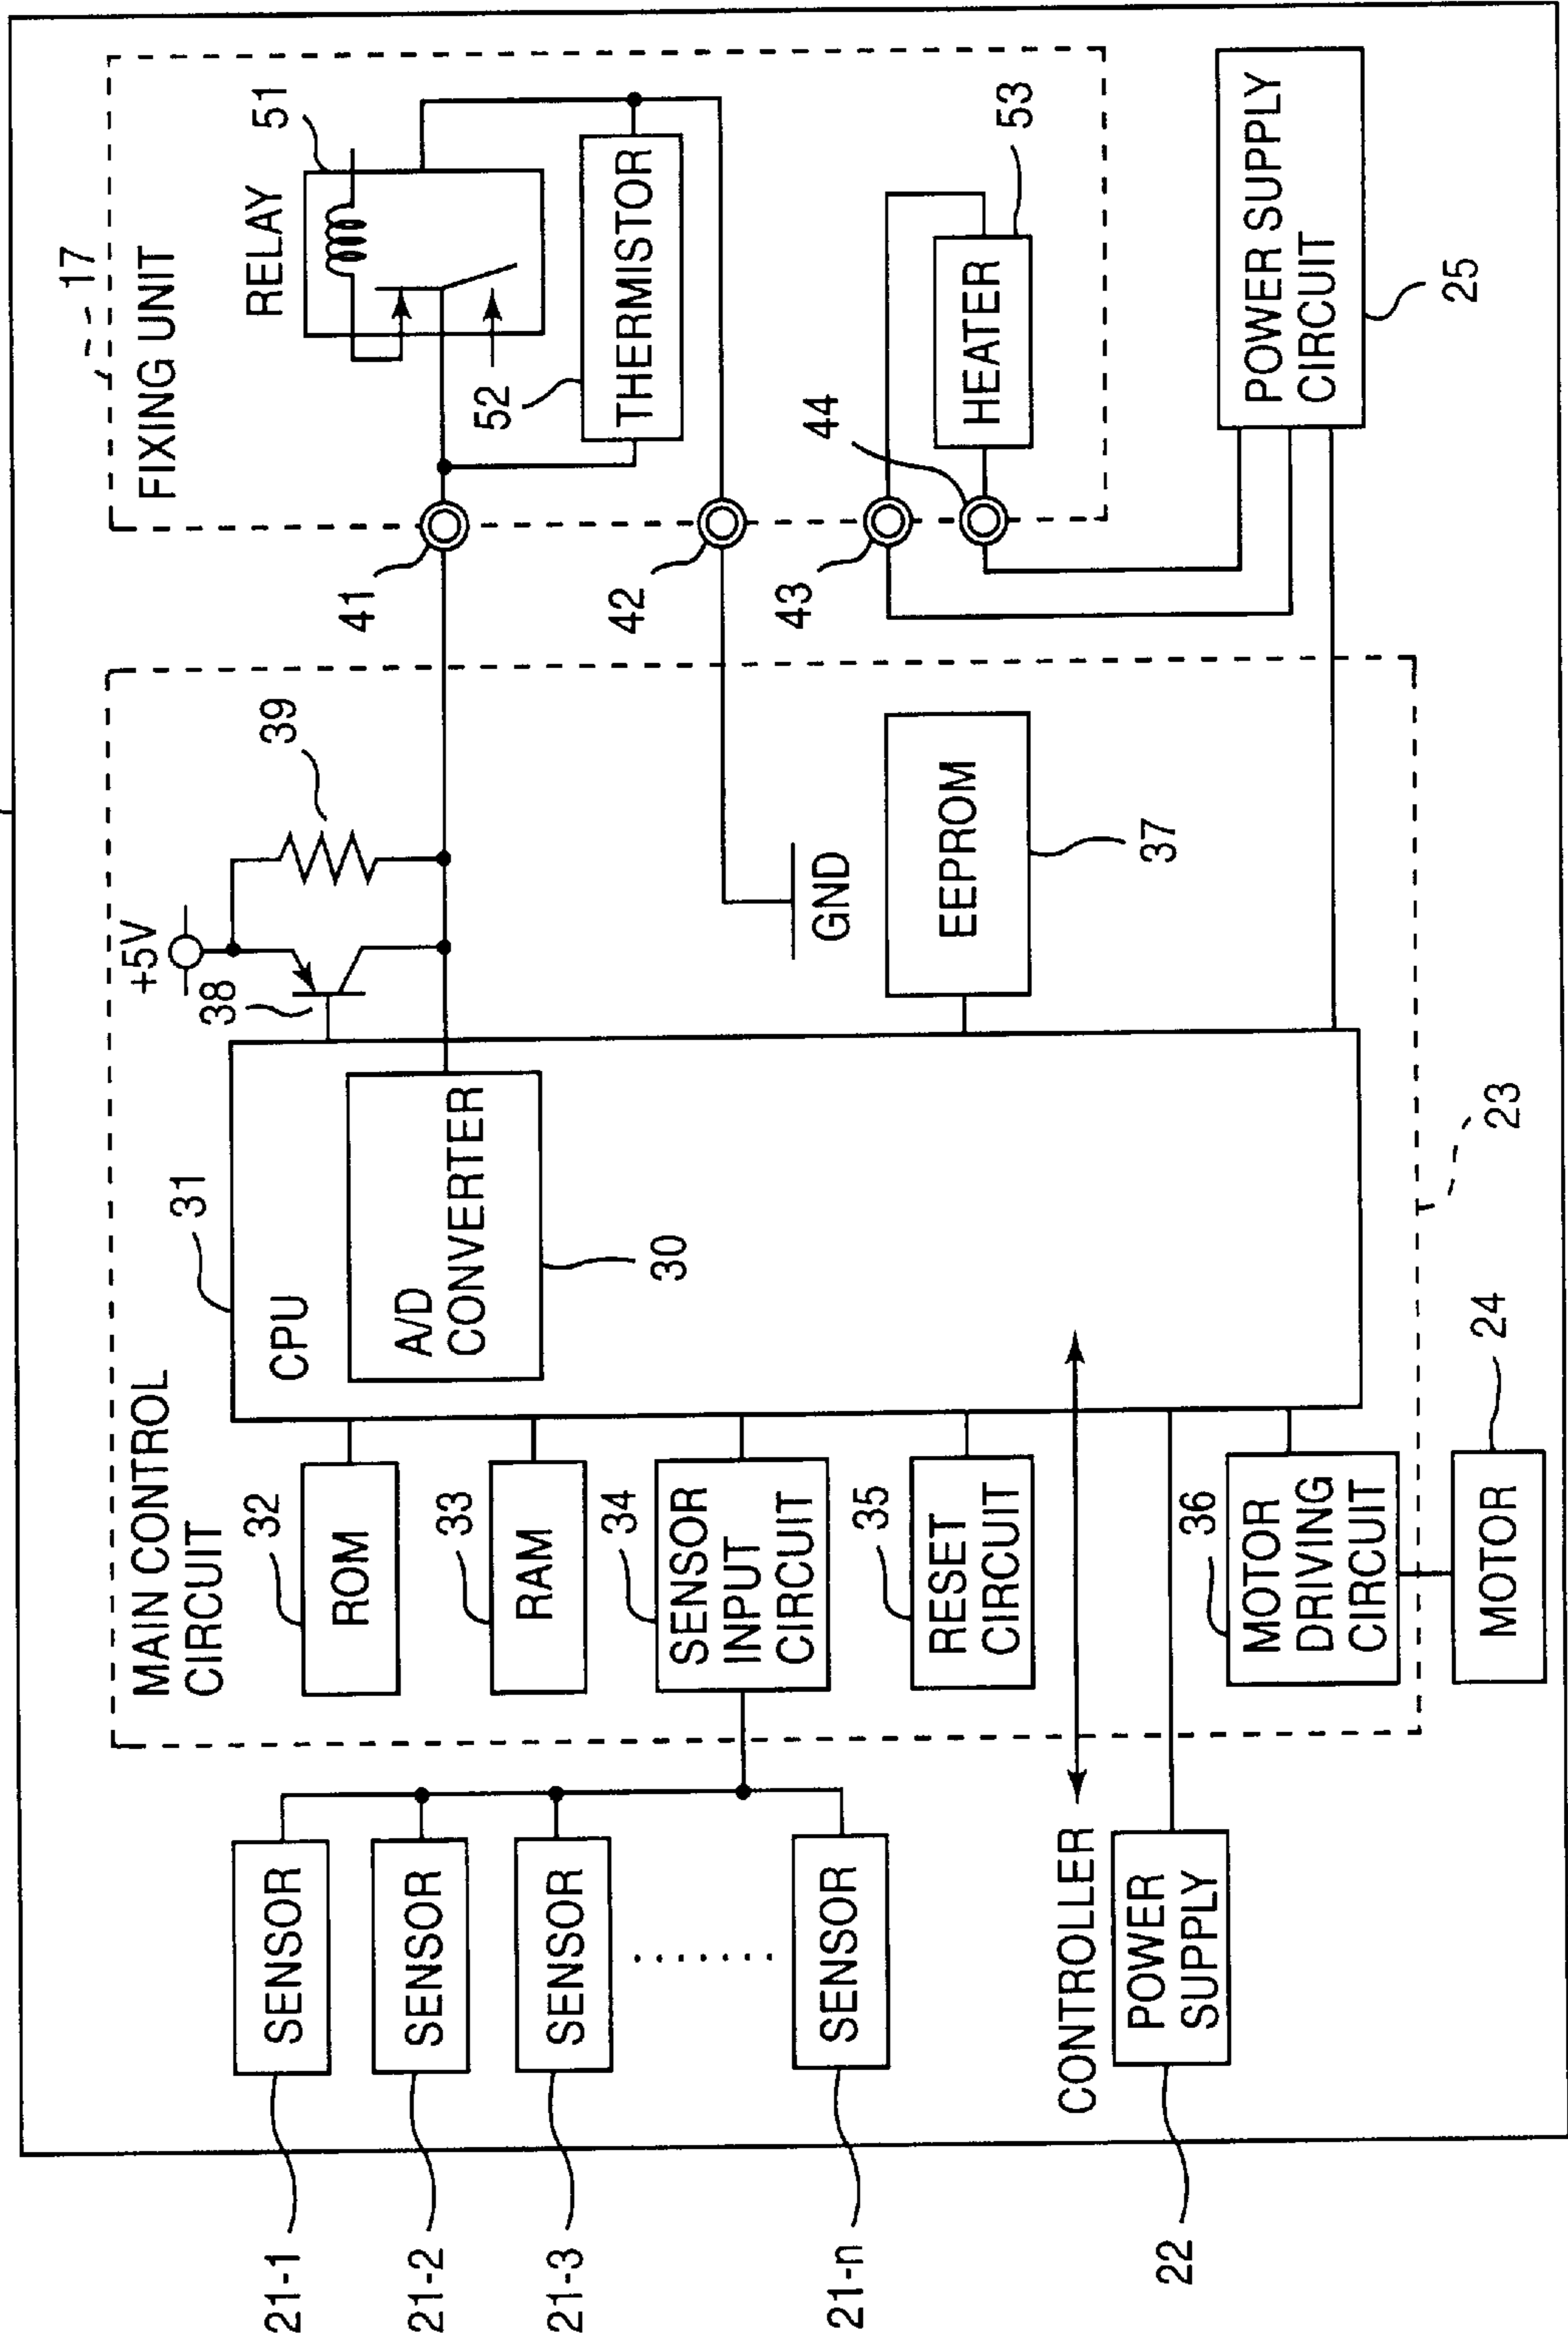 17
FIXING UNIT
RELAY
51
52
THERMISTOR
41
42
43
44
HEATER
53
POWER SUPPLY
CIRCUIT
25
+5V
38
39
GND
EEPROM
37
MAIN CONTROL
CIRCUIT
31
CPU
A/D
CONVERTER
30
23
32
ROM
33
RAM
34
SENSOR
INPUT
CIRCUIT
35
RESET
CIRCUIT
36
MOTOR
DRIVING
CIRCUIT
24
MOTOR
SENSOR
21-1
SENSOR
21-2
SENSOR
21-3
.......
SENSOR
21-n
CONTROLLER
POWER
SUPPLY
22